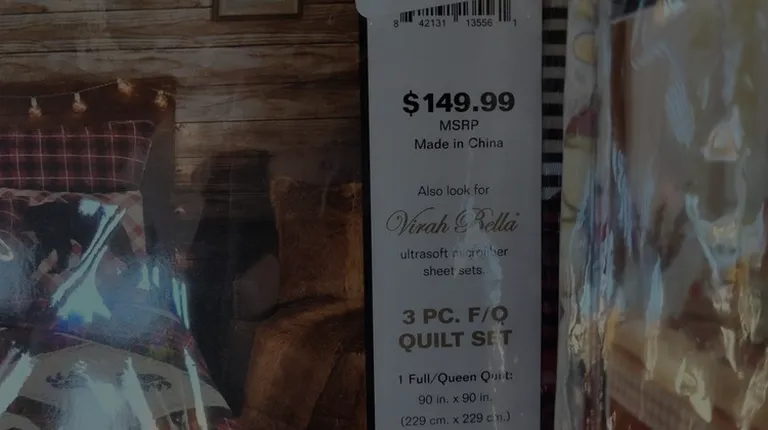 8 42131 13556 1
$149.99
MSRP
Made in China
Also look for
Virah Bella
ultrasoft microfiber
sheet sets.
3 PC. F/Q
QUILT SET
1 Full/Queen Quilt:
90 in. x 90 in.
(229 cm. x 229 cm.)